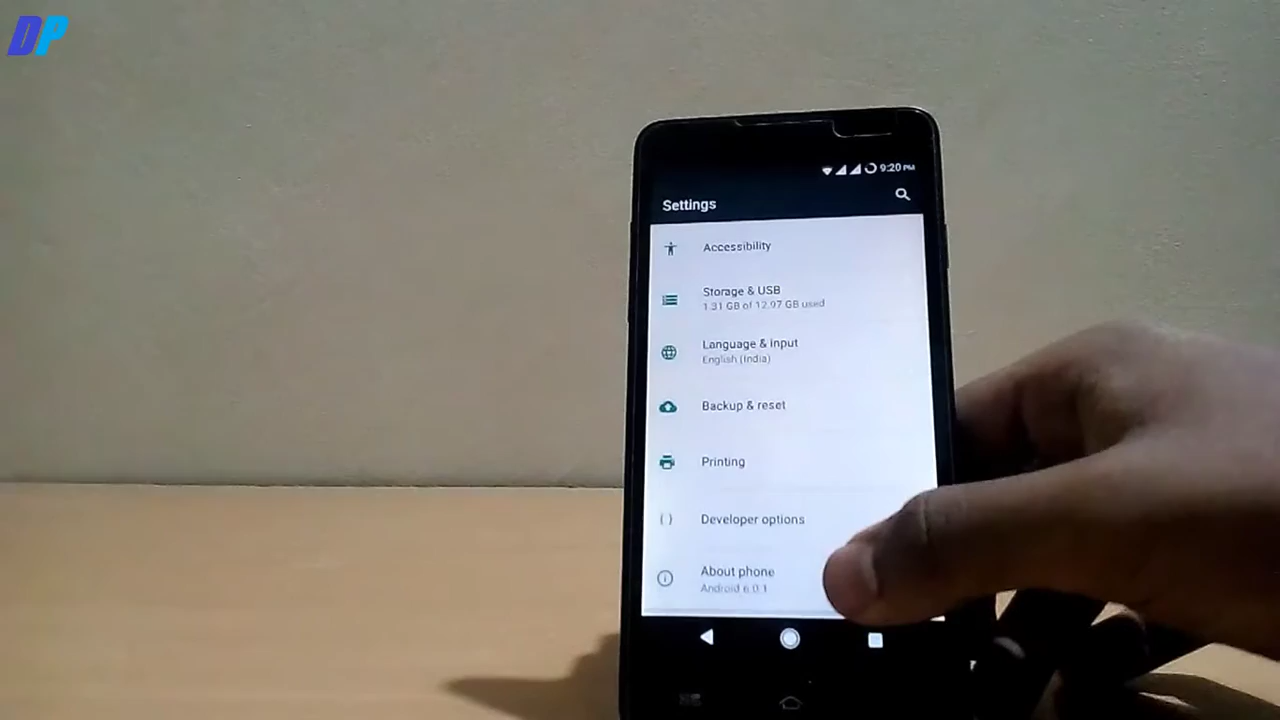 DP
9:20 PM
Settings
Accessibility
Storage & USB
1.31 GB of 12.97 GB used
Language & input
English (India)
Backup & reset
Printing
Developer options
About phone
Android 6.0.1